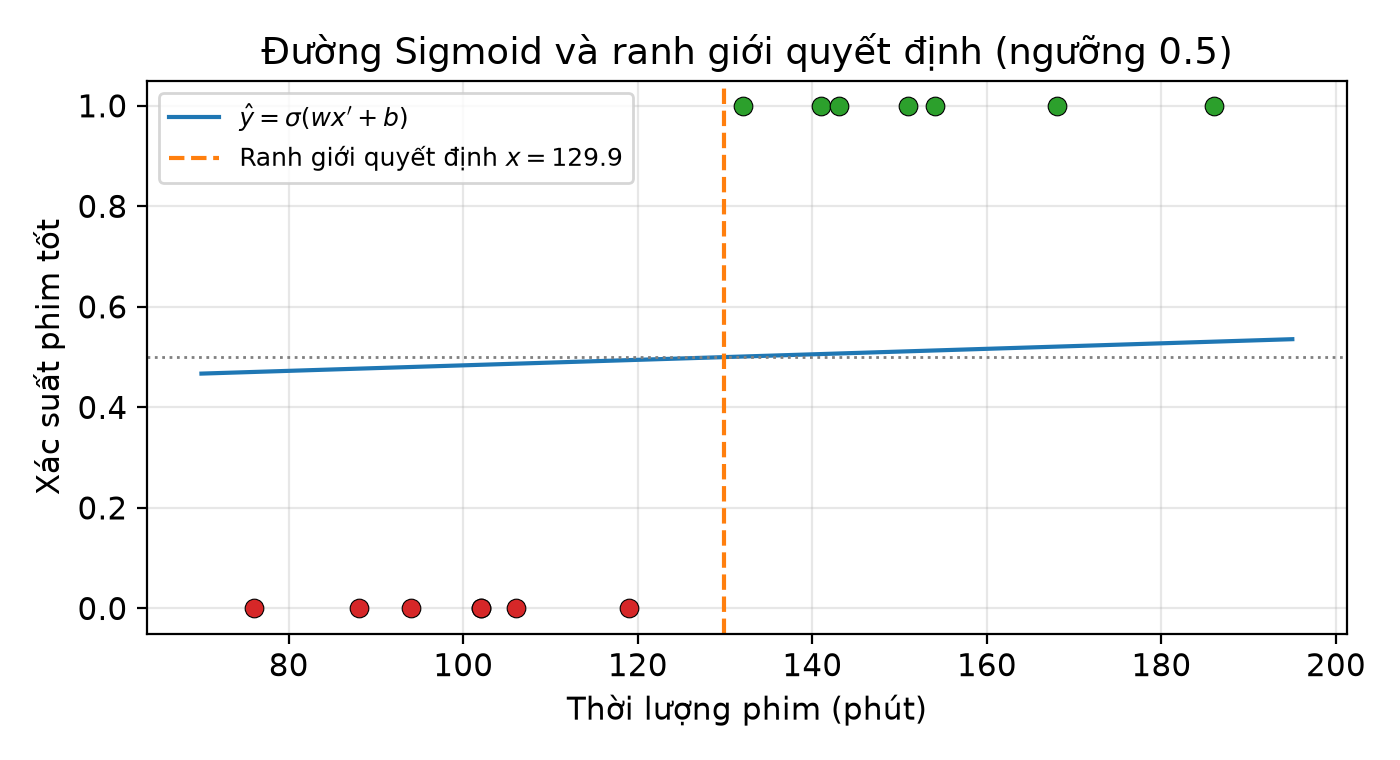 Đường Sigmoid và ranh giới quyết định (ngưỡng 0.5)
ŷ = σ(wx′ + b)
Ranh giới quyết định x = 129.9
Xác suất phim tốt
1.0
0.8
0.6
0.4
0.2
0.0
80 100 120 140 160 180 200
Thời lượng phim (phút)